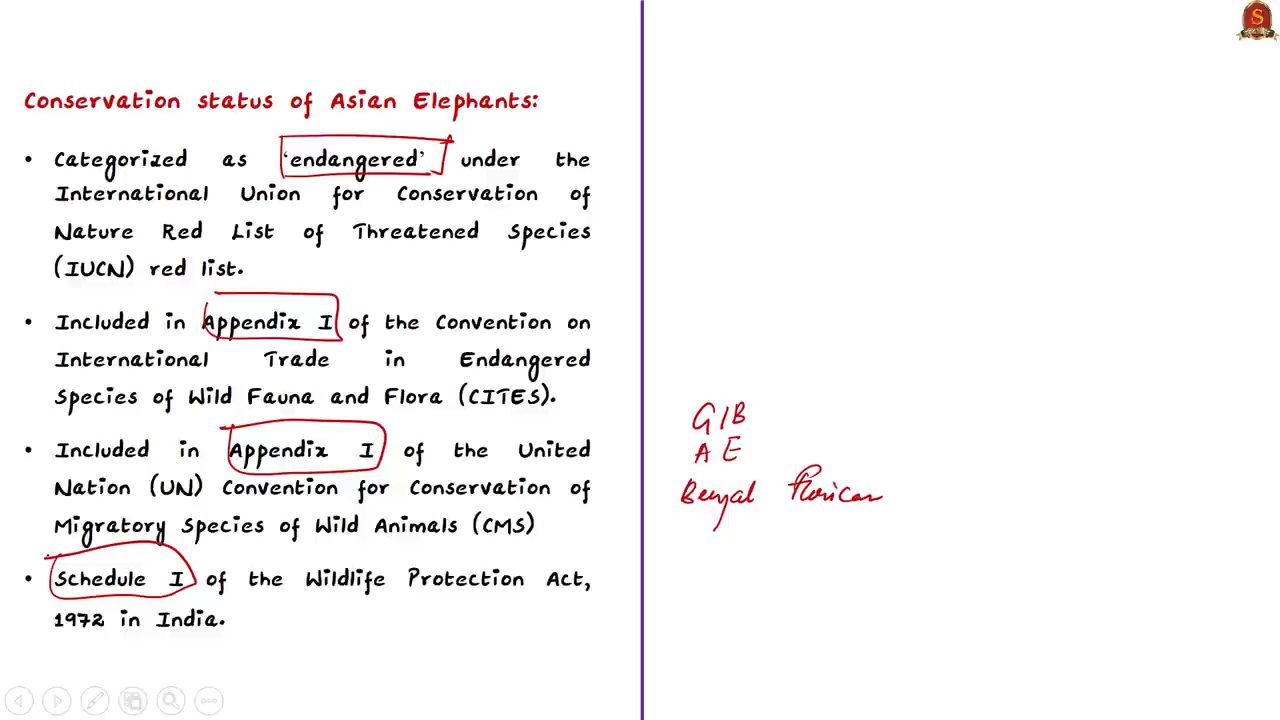 Conservation status of Asian Elephants:
• Categorized as ‘endangered’ under the
International Union for Conservation of
Nature Red List of Threatened Species
(IUCN) red list.
• Included in Appendix I of the Convention on
International Trade in Endangered
Species of Wild Fauna and Flora (CITES).
• Included in Appendix I of the United
Nation (UN) Convention for Conservation of
Migratory Species of Wild Animals (CMS)
• Schedule I of the Wildlife Protection Act,
1972 in India.
GIB
A E
Bengal Florican
S